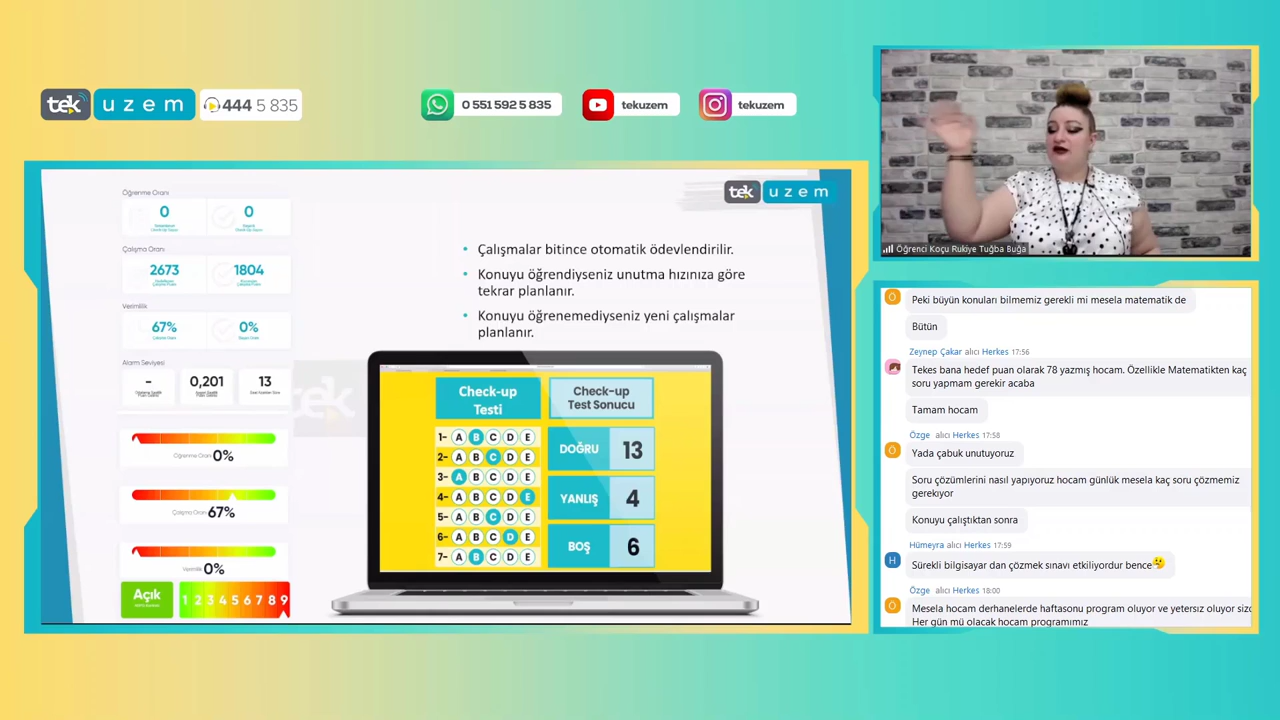 tek uzem 444 5 835
0 551 592 5 835
tekuzem
tekuzem
Öğrenme Oranı
0
0
Çalışma Oranı
2673
1804
Verimlilik
67%
0%
Alarm Seviyesi
-
0,201
13
Öğrenme Oranı 0%
Çalışma Oranı 67%
Verimlilik 0%
Açık
1 2 3 4 5 6 7 8 9
tek uzem
• Çalışmalar bitince otomatik ödevlendirilir.
• Konuyu öğrendiyseniz unutma hızınıza göre
tekrar planlanır.
• Konuyu öğrenemediyseniz yeni çalışmalar
planlanır.
tek
Check-up
Testi
1- A B C D E
2- A B C D E
3- A B C D E
4- A B C D E
5- A B C D E
6- A B C D E
7- A B C D E
Check-up
Test Sonucu
DOĞRU 13
YANLIŞ 4
BOŞ 6
Öğrenci Koçu Rukiye Tuğba Buğa
Ö
Peki büyün konuları bilmemiz gerekli mi mesela matematik de
Bütün
Zeynep Çakar alıcı Herkes 17:56
Tekes bana hedef puan olarak 78 yazmış hocam. Özellikle Matematikten kaç
soru yapmam gerekir acaba
Tamam hocam
Özge alıcı Herkes 17:58
Ö
Yada çabuk unutuyoruz
Soru çözümlerini nasıl yapıyoruz hocam günlük mesela kaç soru çözmemiz
gerekıyor
Konuyu çalıştıktan sonra
Hümeyra alıcı Herkes 17:59
H
Sürekli bilgisayar dan çözmek sınavı etkiliyordur bence
Özge alıcı Herkes 18:00
Ö
Mesela hocam derhanelerde haftasonu program oluyor ve yetersız oluyor sizd
Her gün mü olacak hocam programımız